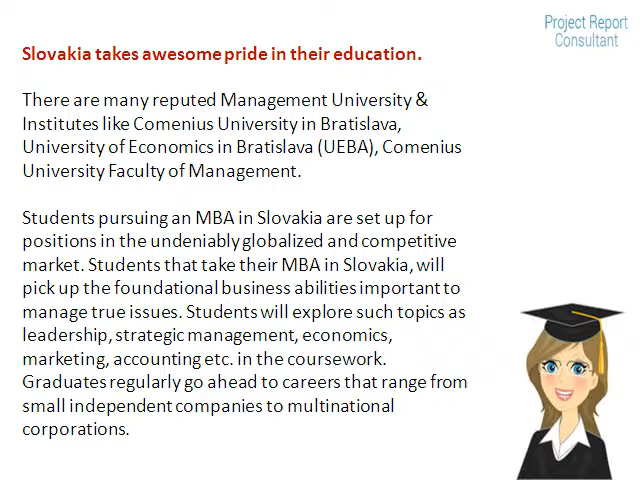 Project Report
Consultant
Slovakia takes awesome pride in their education.
There are many reputed Management University &
Institutes like Comenius University in Bratislava,
University of Economics in Bratislava (UEBA), Comenius
University Faculty of Management.
Students pursuing an MBA in Slovakia are set up for
positions in the undeniably globalized and competitive
market. Students that take their MBA in Slovakia, will
pick up the foundational business abilities important to
manage true issues. Students will explore such topics as
leadership, strategic management, economics,
marketing, accounting etc. in the coursework.
Graduates regularly go ahead to careers that range from
small independent companies to multinational
corporations.